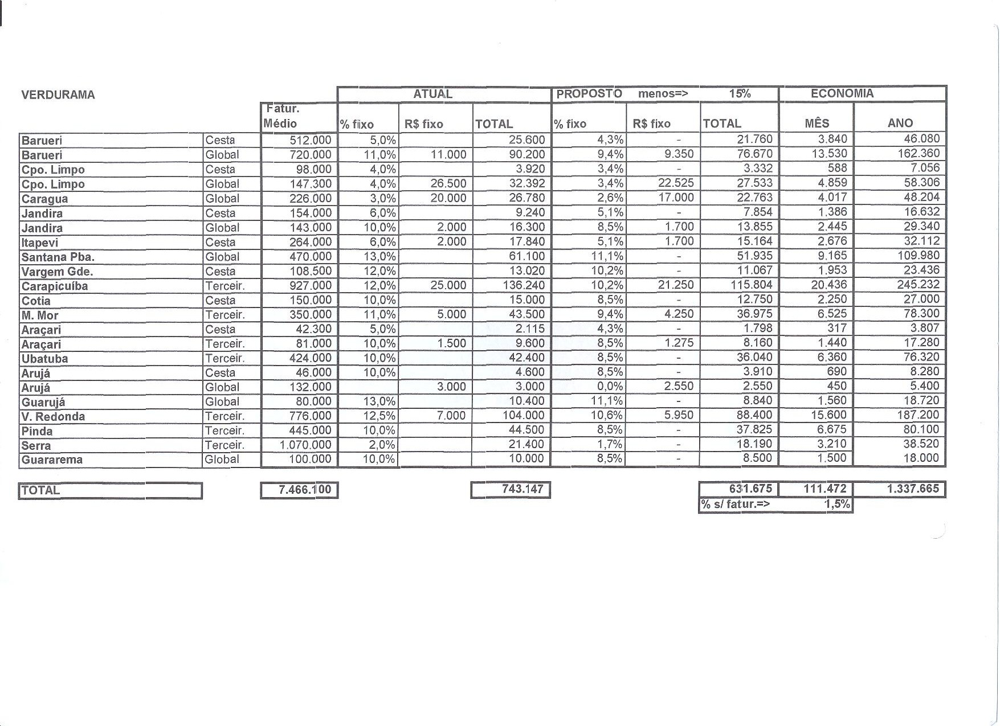 VERDURAMA ATUAL PROPOSTO menos=> 15% ECONOMIA
Fatur.
Médio % fixo R$ fixo TOTAL % fixo R$ fixo TOTAL MÊS ANO
Barueri Cesta 512.000 5,0% 25.600 4,3% - 21.760 3.840 46.080
Barueri Global 720.000 11,0% 11.000 90.200 9,4% 9.350 76.670 13.530 162.360
Cpo. Limpo Cesta 98.000 4,0% 3.920 3,4% - 3.332 588 7.056
Cpo. Limpo Global 147.300 4,0% 26.500 32.392 3,4% 22.525 27.533 4.859 58.306
Caragua Global 226.000 3,0% 20.000 26.780 2,6% 17.000 22.763 4.017 48.204
Jandira Cesta 154.000 6,0% 9.240 5,1% - 7.854 1.386 16.632
Jandira Global 143.000 10,0% 2.000 16.300 8,5% 1.700 13.855 2.445 29.340
Itapevi Cesta 264.000 6,0% 2.000 17.840 5,1% 1.700 15.164 2.676 32.112
Santana Pba. Global 470.000 13,0% 61.100 11,1% - 51.935 9.165 109.980
Vargem Gde. Cesta 108.500 12,0% 13.020 10,2% - 11.067 1.953 23.436
Carapicuíba Terceir. 927.000 12,0% 25.000 136.240 10,2% 21.250 115.804 20.436 245.232
Cotia Cesta 150.000 10,0% 15.000 8,5% - 12.750 2.250 27.000
M. Mor Terceir. 350.000 11,0% 5.000 43.500 9,4% 4.250 36.975 6.525 78.300
Araçari Cesta 42.300 5,0% 2.115 4,3% - 1.798 317 3.807
Araçari Terceir. 81.000 10,0% 1.500 9.600 8,5% 1.275 8.160 1.440 17.280
Ubatuba Terceir. 424.000 10,0% 42.400 8,5% - 36.040 6.360 76.320
Arujá Cesta 46.000 10,0% 4.600 8,5% - 3.910 690 8.280
Arujá Global 132.000 3.000 3.000 0,0% 2.550 2.550 450 5.400
Guarujá Global 80.000 13,0% 10.400 11,1% - 8.840 1.560 18.720
V. Redonda Terceir. 776.000 12,5% 7.000 104.000 10,6% 5.950 88.400 15.600 187.200
Pinda Terceir. 445.000 10,0% 44.500 8,5% - 37.825 6.675 80.100
Serra Terceir. 1.070.000 2,0% 21.400 1,7% - 18.190 3.210 38.520
Guararema Global 100.000 10,0% 10.000 8,5% - 8.500 1.500 18.000
TOTAL 7.466.100 743.147 631.675 111.472 1.337.665
% s/ fatur.=> 1,5%